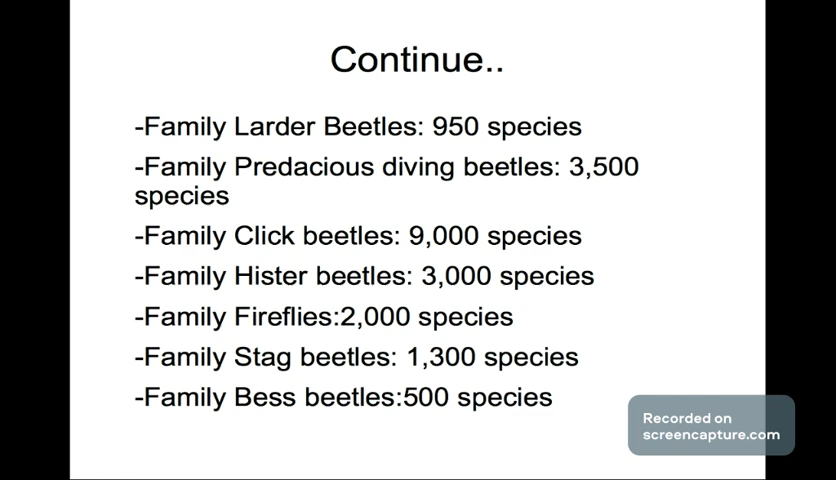 Continue..
-Family Larder Beetles: 950 species
-Family Predacious diving beetles: 3,500
species
-Family Click beetles: 9,000 species
-Family Hister beetles: 3,000 species
-Family Fireflies:2,000 species
-Family Stag beetles: 1,300 species
-Family Bess beetles:500 species
Recorded on
screencapture.com